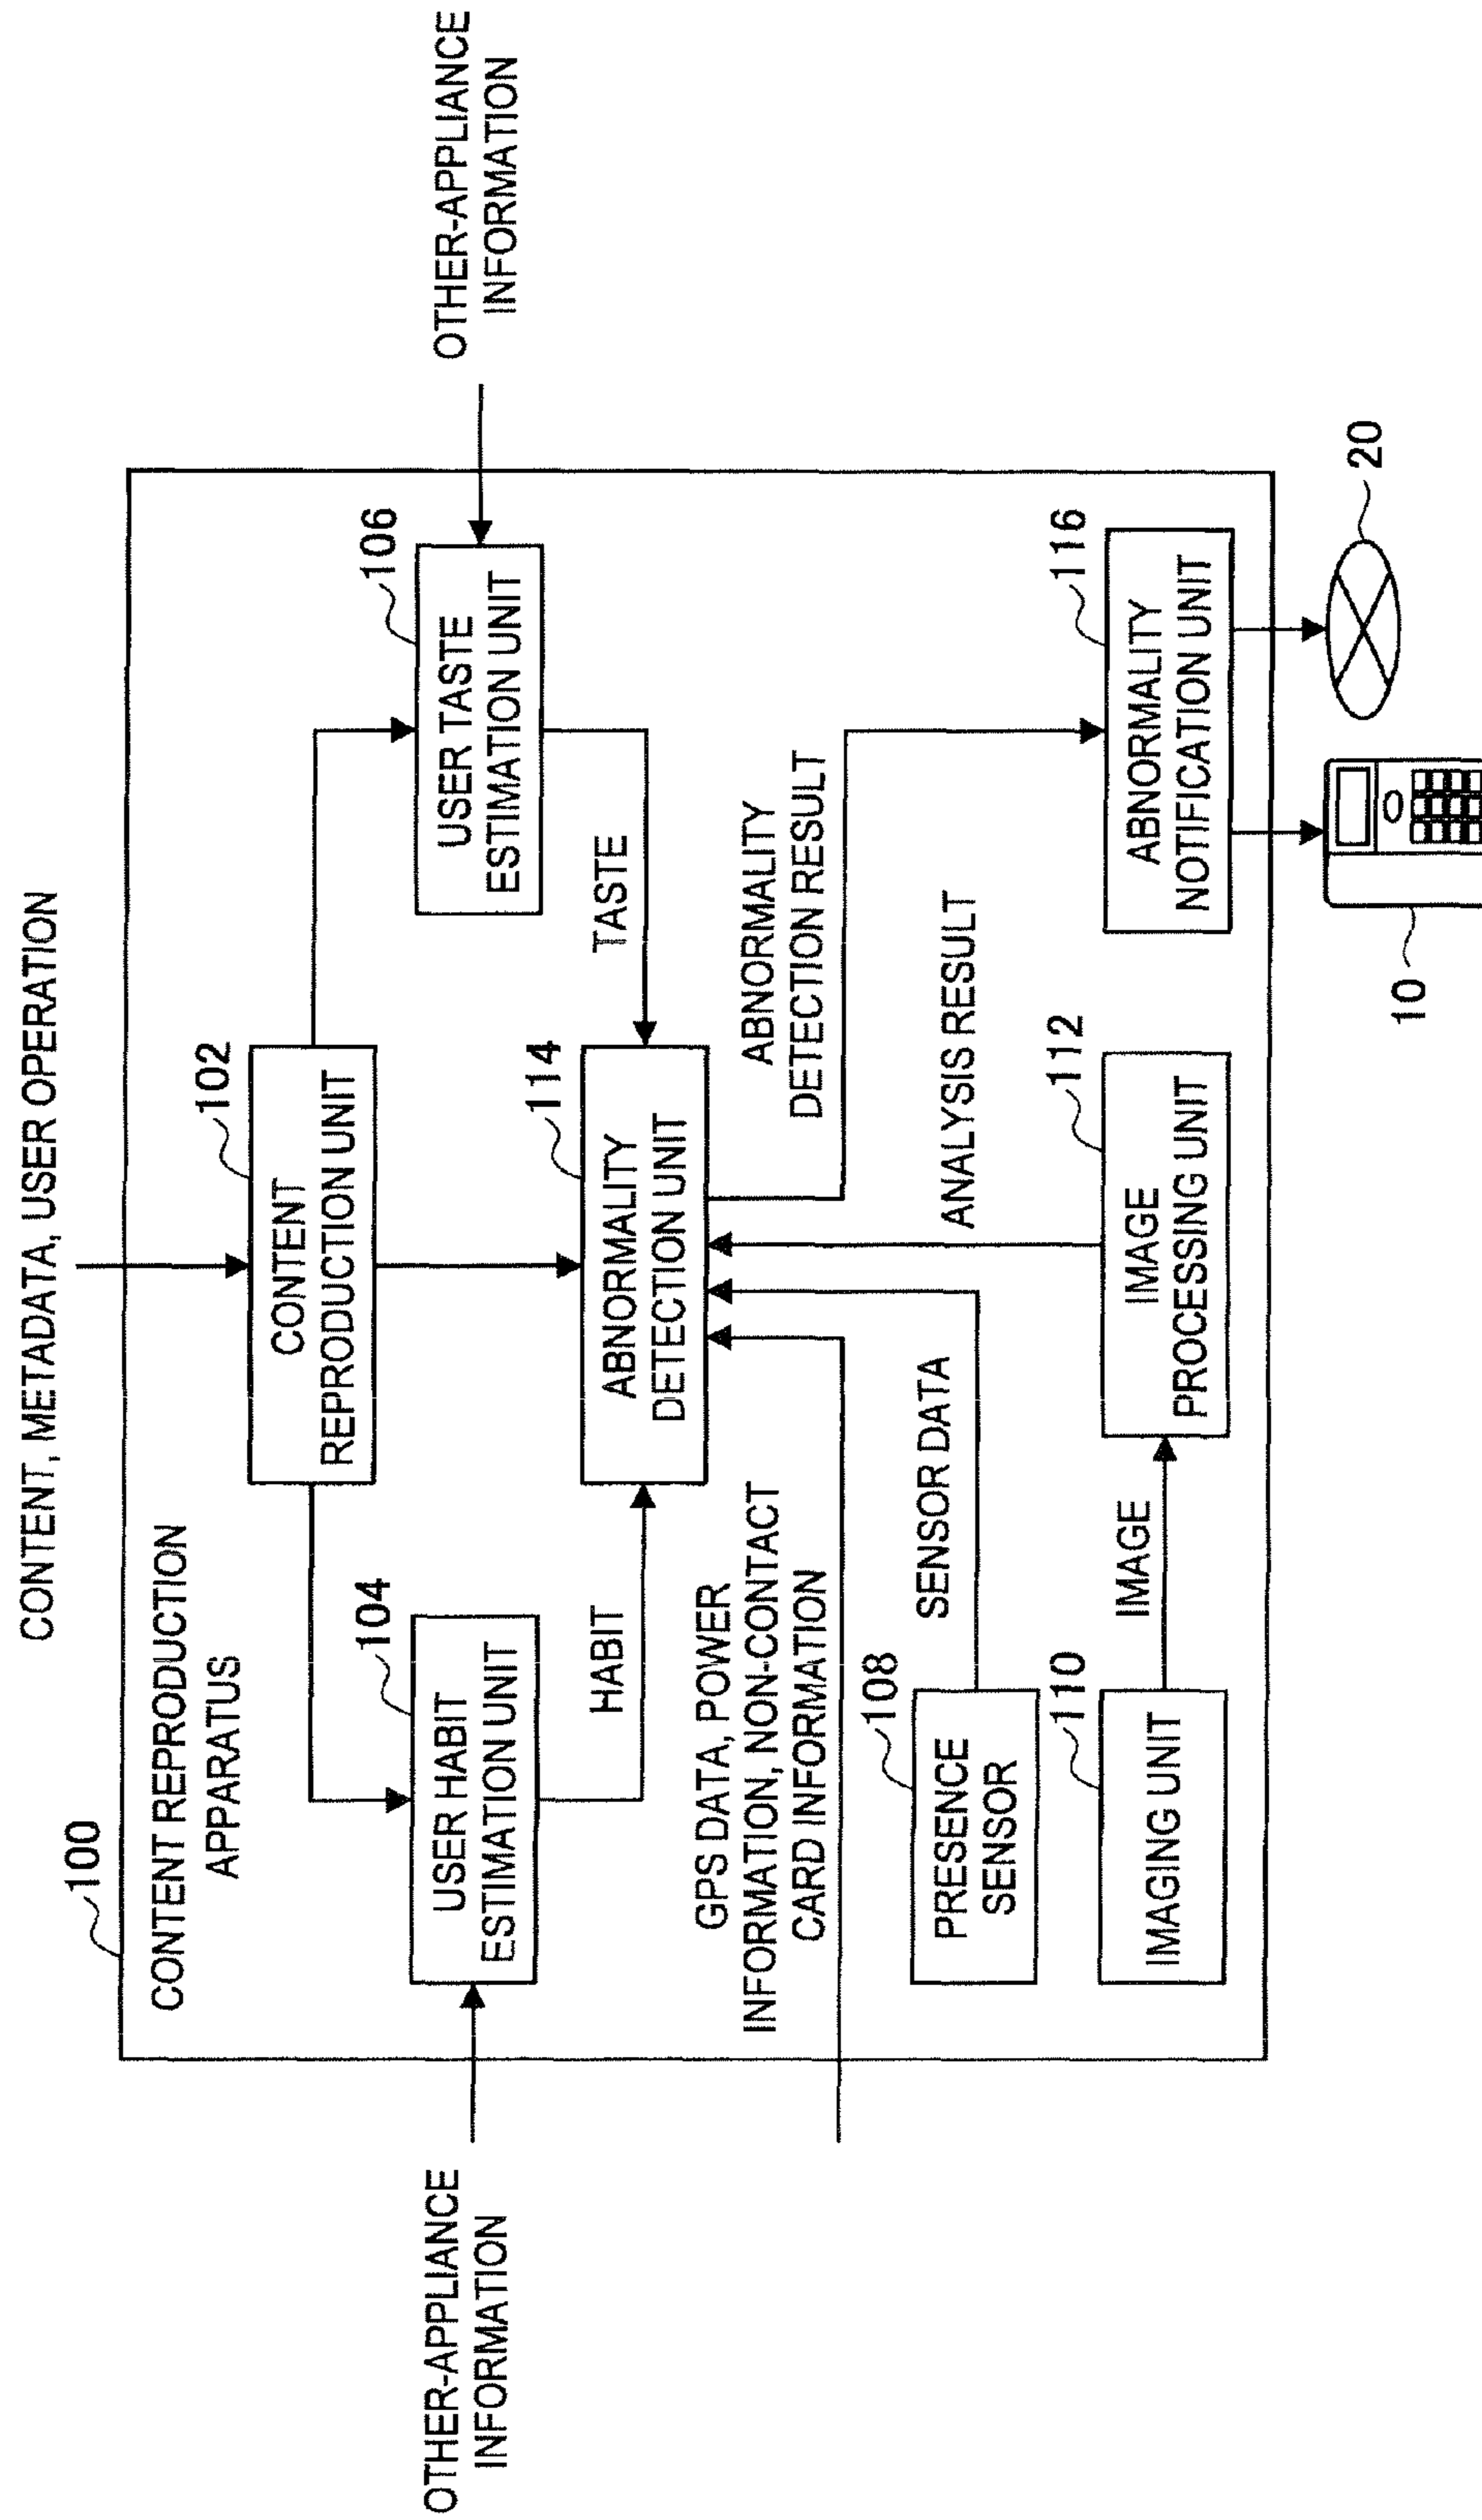 CONTENT, METADATA, USER OPERATION
100
CONTENT REPRODUCTION
APPARATUS
102
CONTENT
REPRODUCTION UNIT
104
USER HABIT
ESTIMATION UNIT
106
USER TASTE
ESTIMATION UNIT
OTHER-APPLIANCE
INFORMATION
OTHER-APPLIANCE
INFORMATION
HABIT
114
ABNORMALITY
DETECTION UNIT
TASTE
GPS DATA, POWER
INFORMATION, NON-CONTACT
CARD INFORMATION
ABNORMALITY
DETECTION RESULT
108
PRESENCE
SENSOR
SENSOR DATA
ANALYSIS RESULT
110
IMAGING UNIT
IMAGE
112
IMAGE
PROCESSING UNIT
116
ABNORMALITY
NOTIFICATION UNIT
10
20